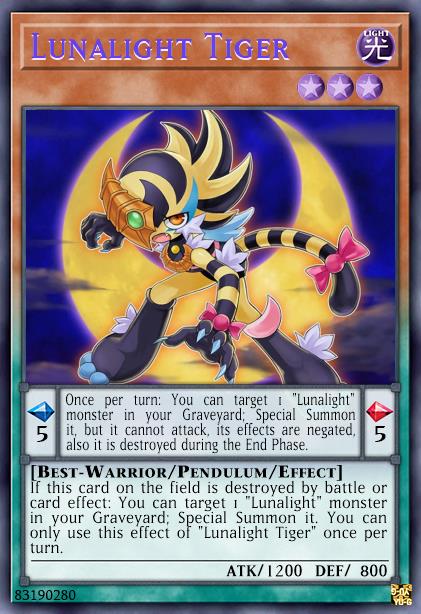 Lunalight Tiger
LIGHT
光
Once per turn: You can target 1 "Lunalight"
monster in your Graveyard; Special Summon
it, but it cannot attack, its effects are negated,
also it is destroyed during the End Phase.
5
5
[Best-Warrior/Pendulum/Effect]
If this card on the field is destroyed by battle or
card effect: You can target 1 "Lunalight" monster
in your Graveyard; Special Summon it. You can
only use this effect of "Lunalight Tiger" once per
turn.
ATK/1200 DEF/ 800
83190280